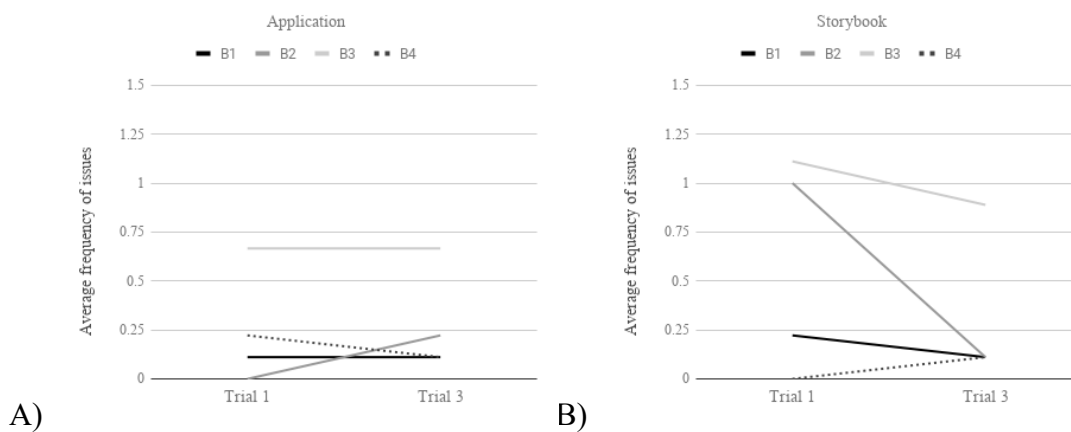 Application
B1 B2 B3 B4
Average frequency of issues
1.5
1.25
1
0.75
0.5
0.25
0
Trial 1 Trial 3
A)
Storybook
B1 B2 B3 B4
Average frequency of issues
1.5
1.25
1
0.75
0.5
0.25
0
Trial 1 Trial 3
B)